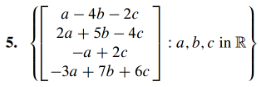 5. { [ a − 4b − 2c
2a + 5b − 4c
−a + 2c
−3a + 7b + 6c ] : a, b, c in ℝ }